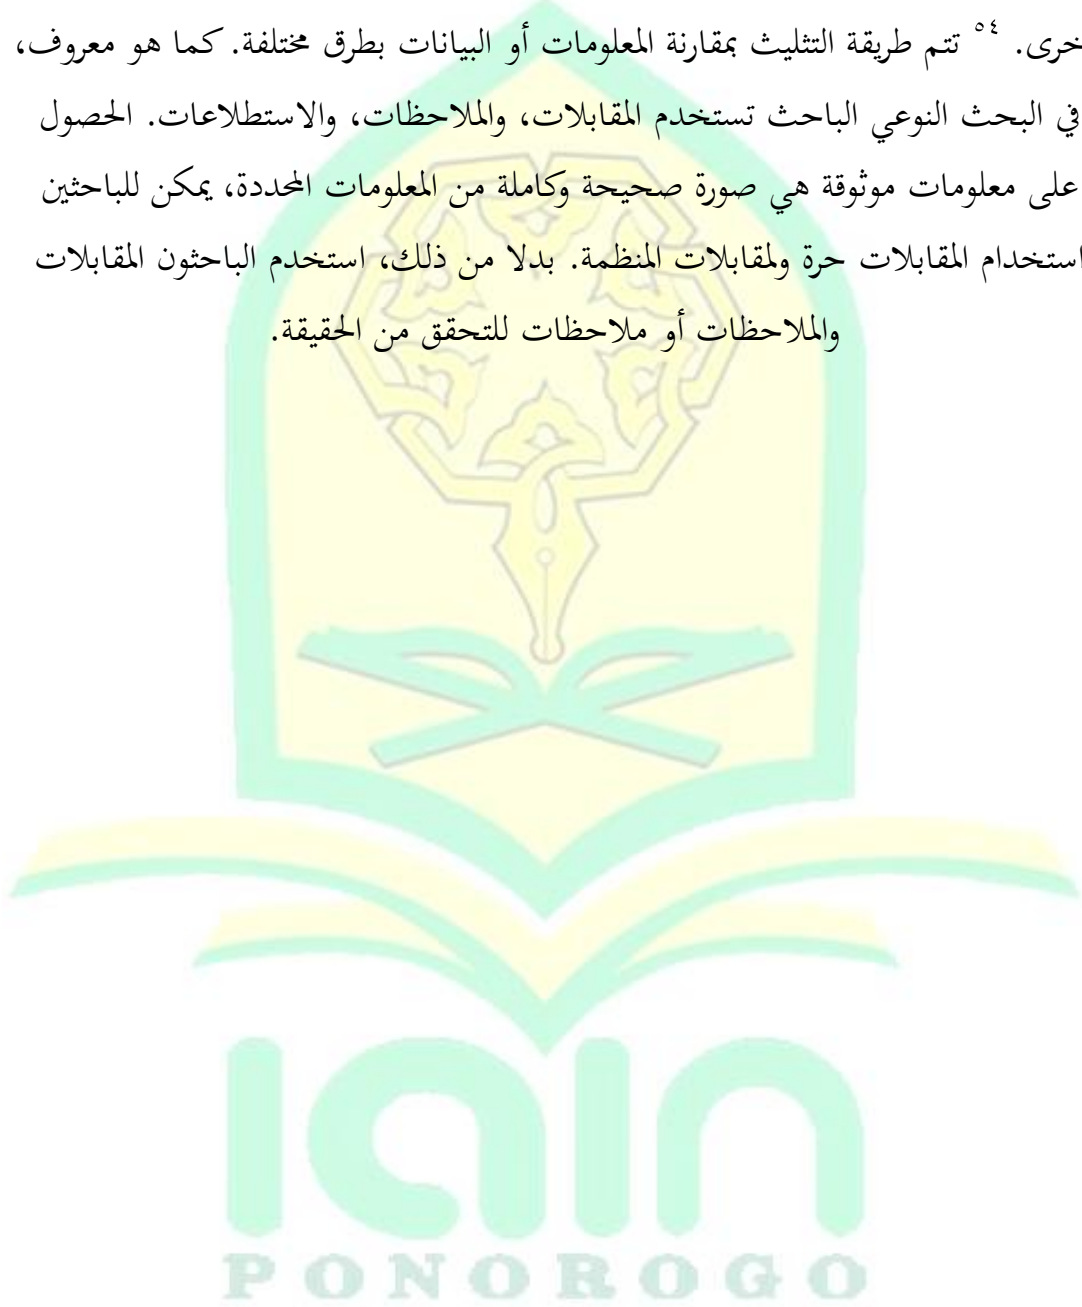 خرى. ٥٤ تتم طريقة التثليث بمقارنة المعلومات أو البيانات بطرق مختلفة. كما هو معروف،
في البحث النوعي الباحث تستخدم المقابلات، والملاحظات، والاستطلاعات. الحصول
على معلومات موثوقة هي صورة صحيحة وكاملة من المعلومات المحددة، يمكن للباحثين
استخدام المقابلات حرة ولمقابلات المنظمة. بدلا من ذلك، استخدم الباحثون المقابلات
والملاحظات أو ملاحظات للتحقق من الحقيقة.
iain
PONOROGO